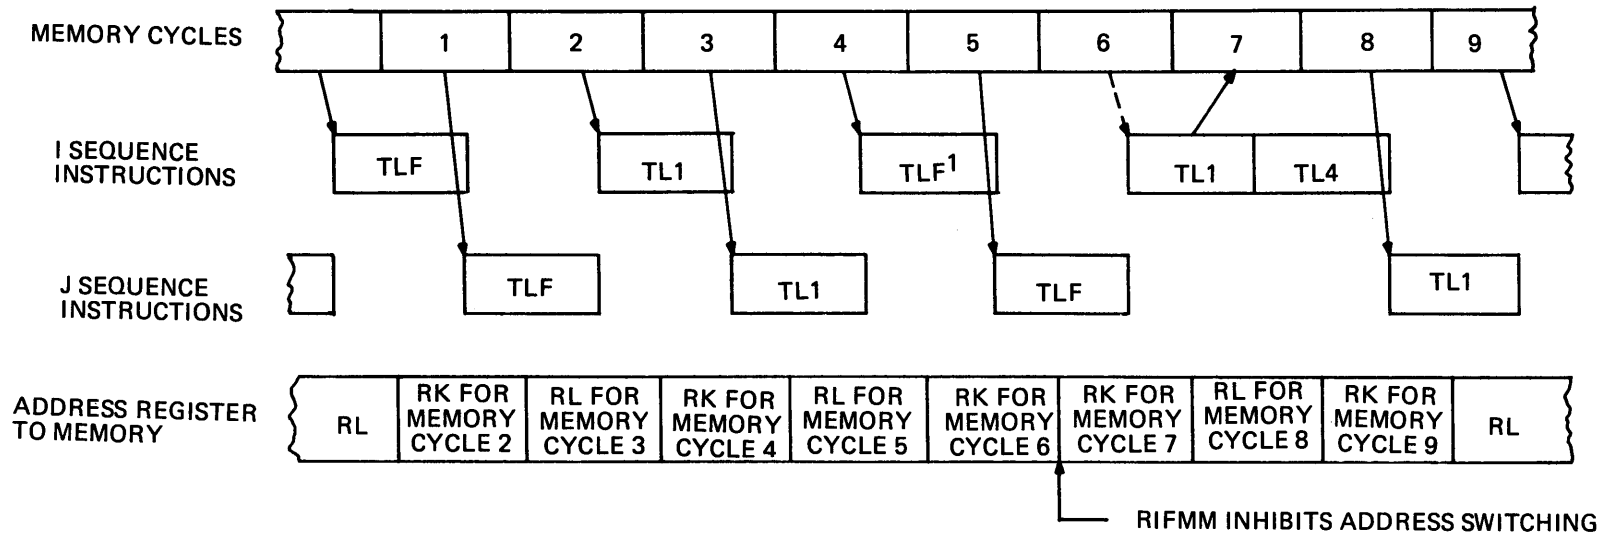 MEMORY CYCLES
1 2 3 4 5 6 7 8 9
I SEQUENCE
INSTRUCTIONS
TLF TL1 TLF¹ TL1 TL4
J SEQUENCE
INSTRUCTIONS
TLF TL1 TLF TL1
ADDRESS REGISTER
TO MEMORY
RL
RK FOR
MEMORY
CYCLE 2
RL FOR
MEMORY
CYCLE 3
RK FOR
MEMORY
CYCLE 4
RL FOR
MEMORY
CYCLE 5
RK FOR
MEMORY
CYCLE 6
RK FOR
MEMORY
CYCLE 7
RL FOR
MEMORY
CYCLE 8
RK FOR
MEMORY
CYCLE 9
RL
RIFMM INHIBITS ADDRESS SWITCHING